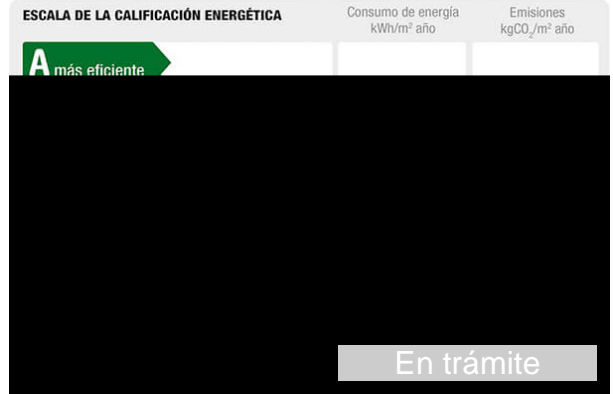 ESCALA DE LA CALIFICACIÓN ENERGÉTICA
Consumo de energía
kWh/m² año
Emisiones
kgCO₂/m² año
A más eficiente
En trámite